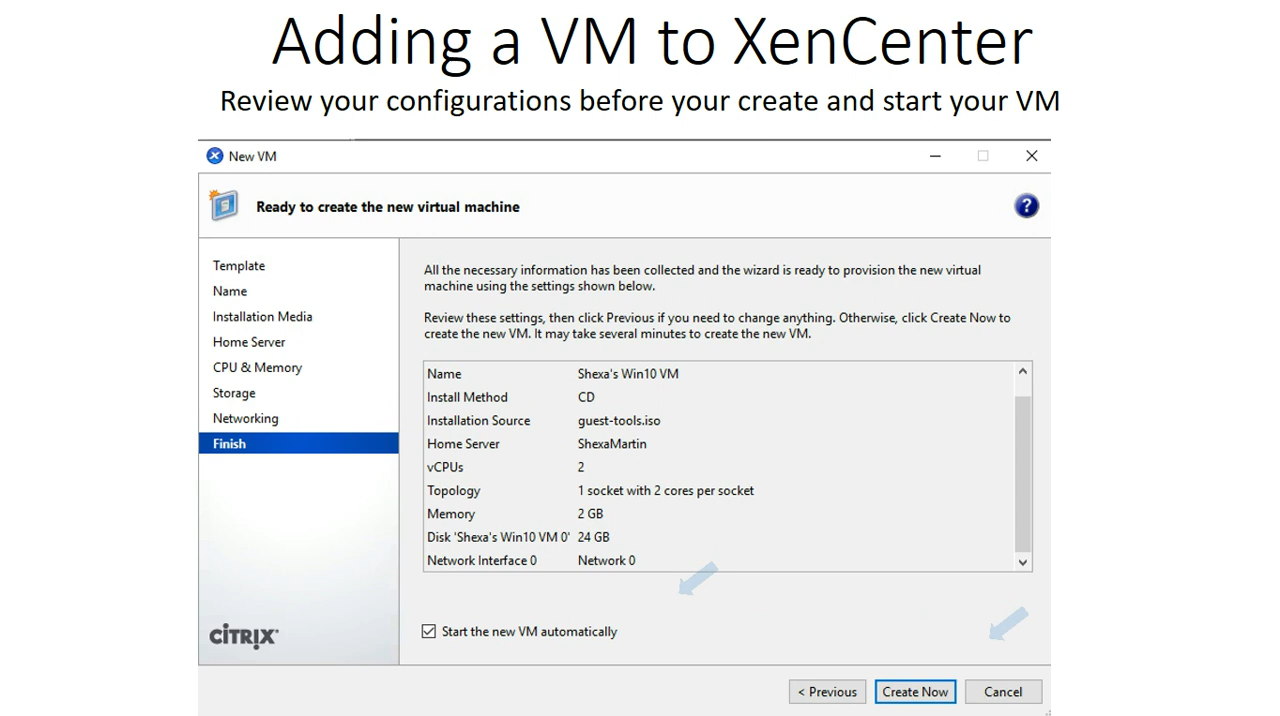 Adding a VM to XenCenter
Review your configurations before your create and start your VM
New VM
Ready to create the new virtual machine
?
Template
Name
Installation Media
Home Server
CPU & Memory
Storage
Networking
Finish
CITRIX
All the necessary information has been collected and the wizard is ready to provision the new virtual
machine using the settings shown below.
Review these settings, then click Previous if you need to change anything. Otherwise, click Create Now to
create the new VM. It may take several minutes to create the new VM.
Name Shexa's Win10 VM
Install Method CD
Installation Source guest-tools.iso
Home Server ShexaMartin
vCPUs 2
Topology 1 socket with 2 cores per socket
Memory 2 GB
Disk 'Shexa's Win10 VM 0' 24 GB
Network Interface 0 Network 0
Start the new VM automatically
< Previous Create Now Cancel